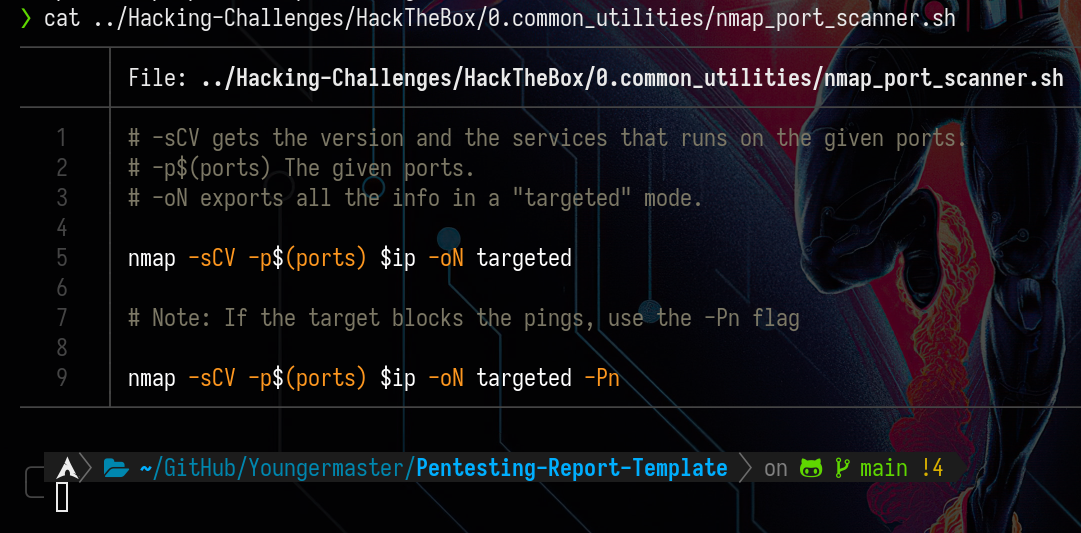 ❯ cat ../Hacking-Challenges/HackTheBox/0.common_utilities/nmap_port_scanner.sh
File: ../Hacking-Challenges/HackTheBox/0.common_utilities/nmap_port_scanner.sh
1 # -sCV gets the version and the services that runs on the given ports.
2 # -p$(ports) The given ports.
3 # -oN exports all the info in a "targeted" mode.
4
5 nmap -sCV -p$(ports) $ip -oN targeted
6
7 # Note: If the target blocks the pings, use the -Pn flag
8
9 nmap -sCV -p$(ports) $ip -oN targeted -Pn
~/GitHub/Youngermaster/Pentesting-Report-Template on main !4